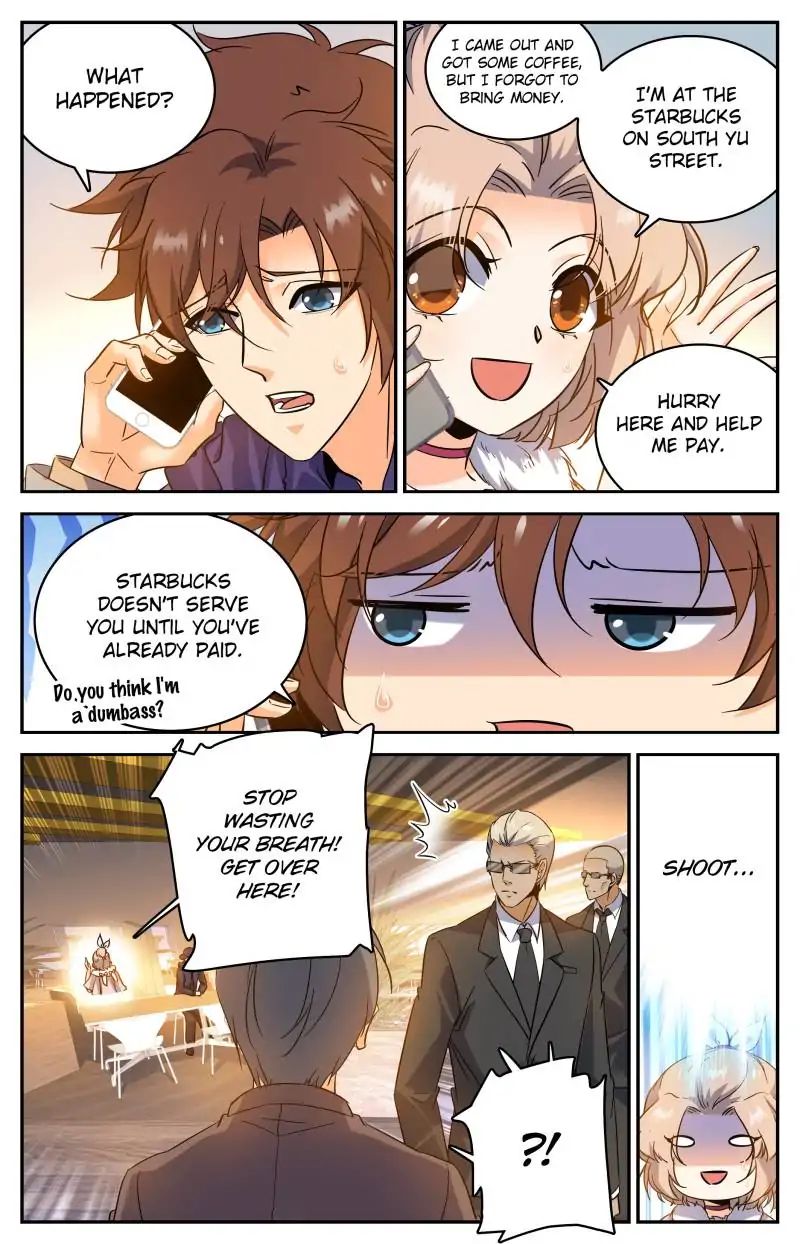 WHAT
HAPPENED?
I CAME OUT AND
GOT SOME COFFEE,
BUT I FORGOT TO
BRING MONEY.
I'M AT THE
STARBUCKS
ON SOUTH YU
STREET.
HURRY
HERE AND HELP
ME PAY.
STARBUCKS
DOESN'T SERVE
YOU UNTIL YOU'VE
ALREADY PAID.
Do you think I'm
a dumbass?
STOP
WASTING
YOUR BREATH!
GET OVER
HERE!
?!
SHOOT...